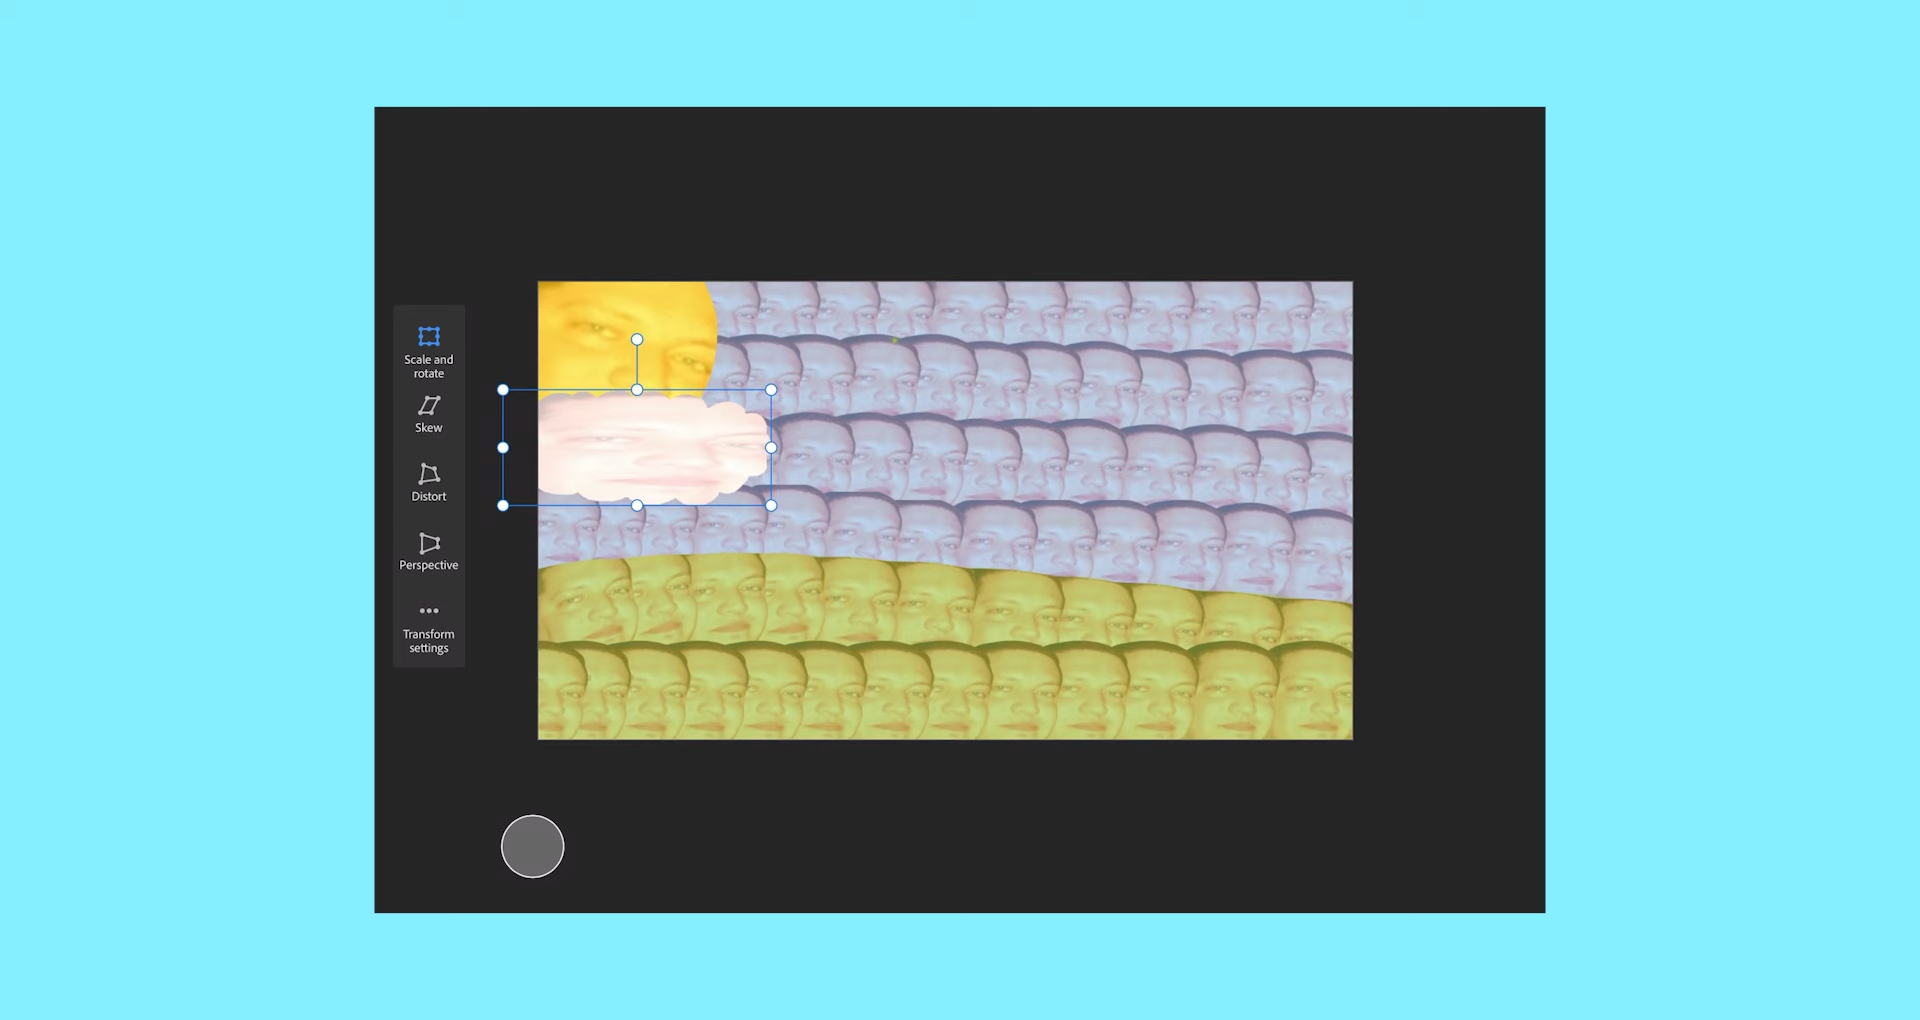 Scale and
rotate
Skew
Distort
Perspective
Transform
settings